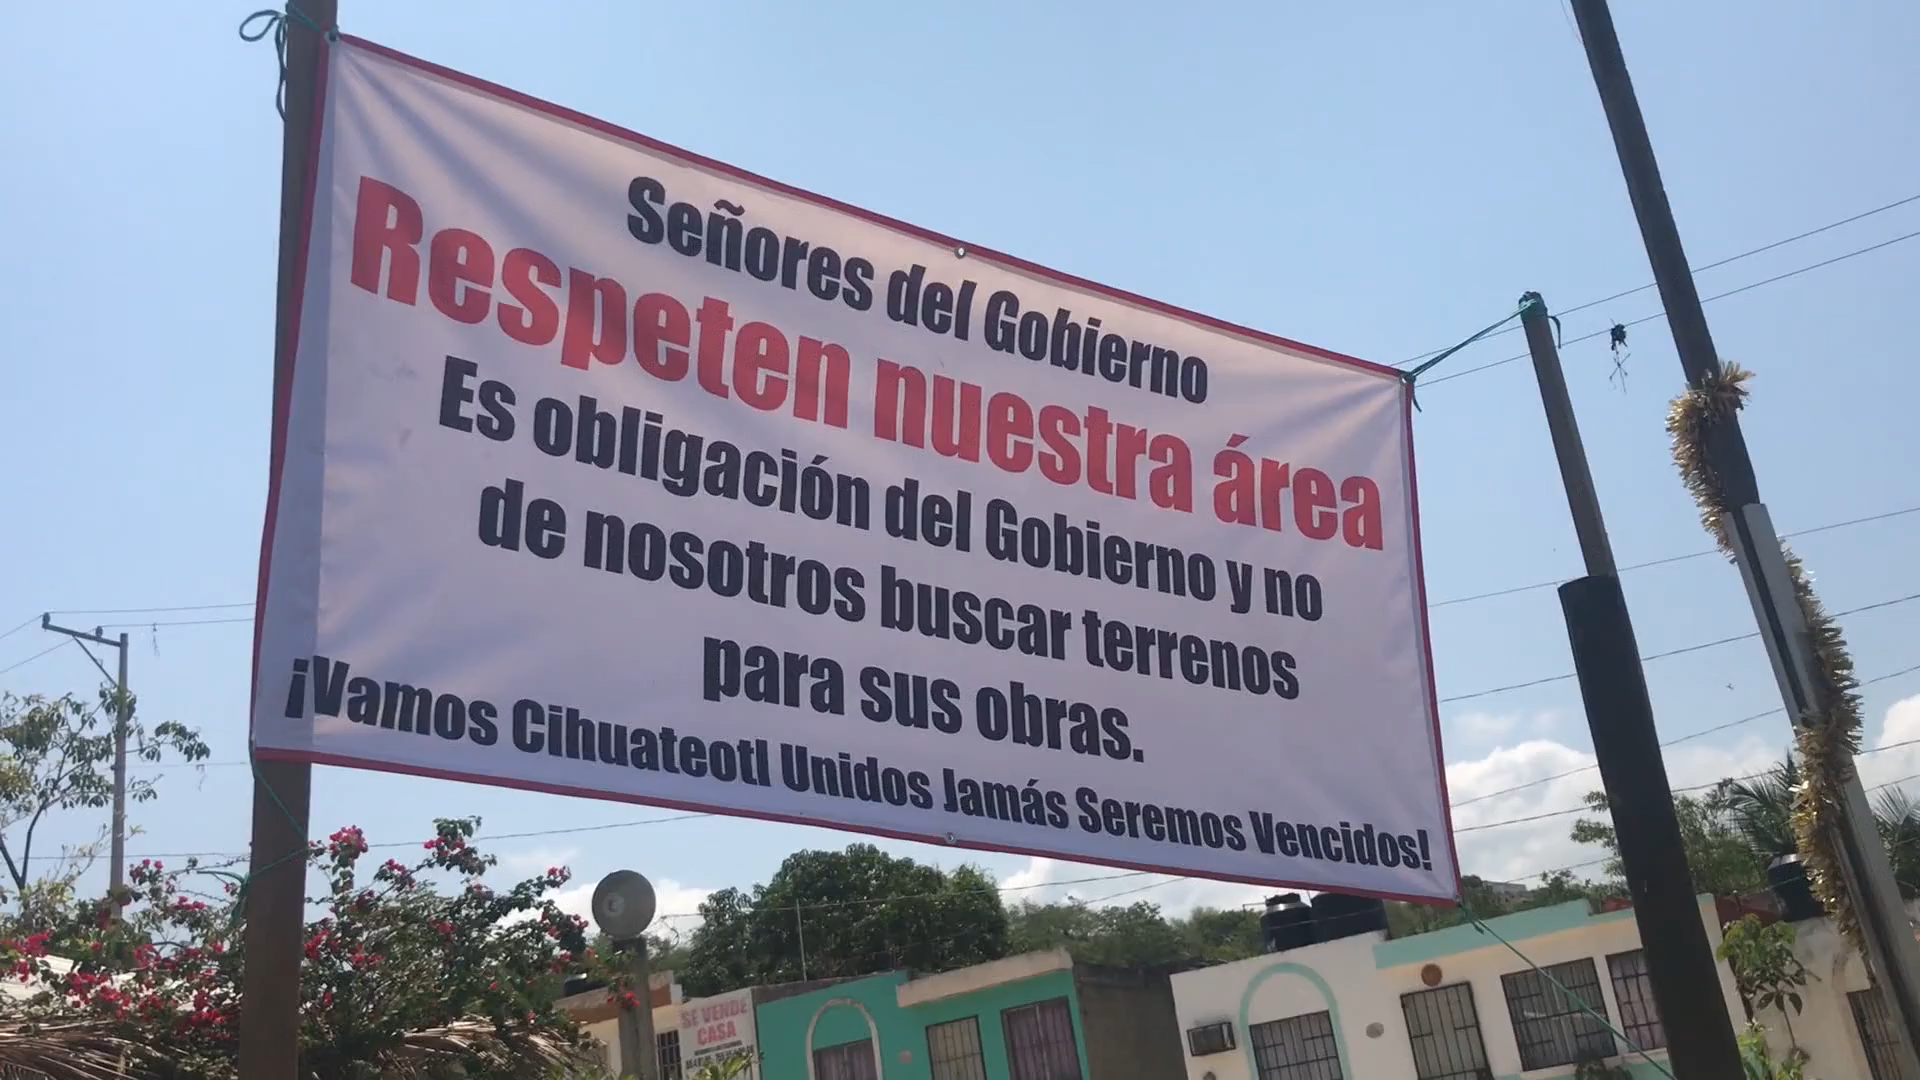 Señores del Gobierno
Respeten nuestra área
Es obligación del Gobierno y no
de nosotros buscar terrenos
para sus obras.
¡Vamos Cihuateotl Unidos Jamás Seremos Vencidos!
SE VENDE
CASA